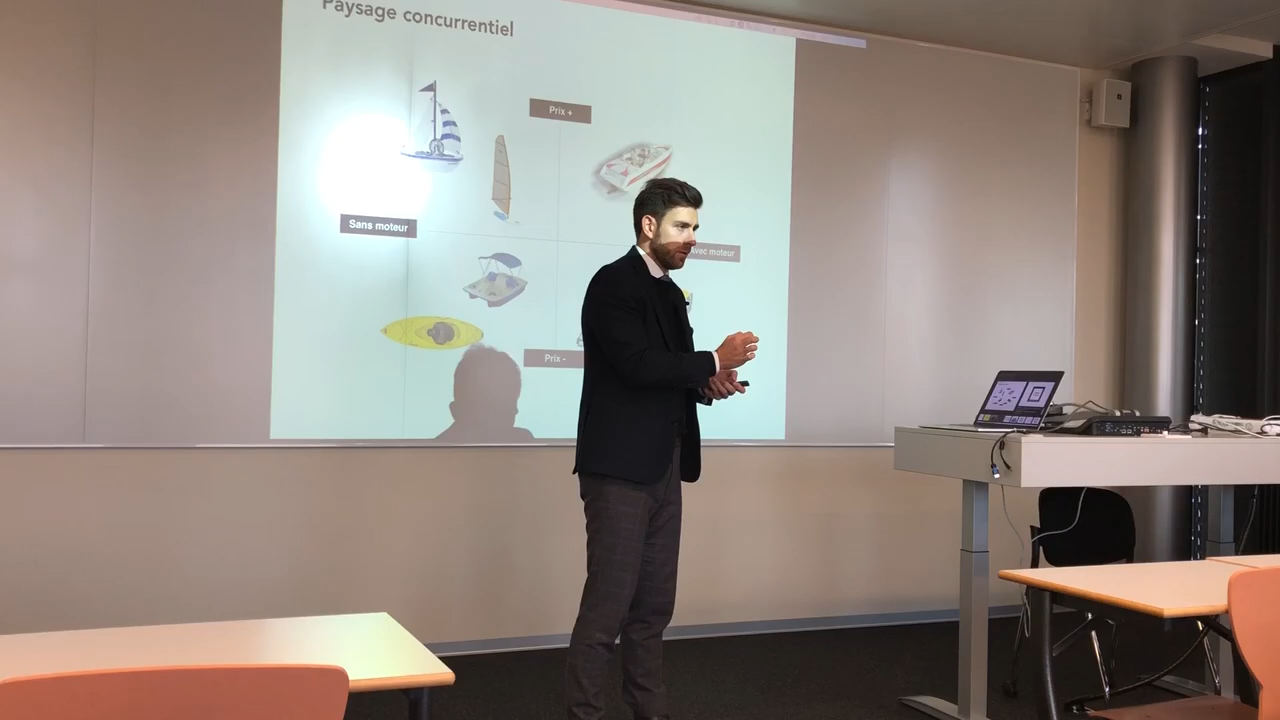 Paysage concurrentiel
Prix +
Sans moteur
Avec moteur
Prix -